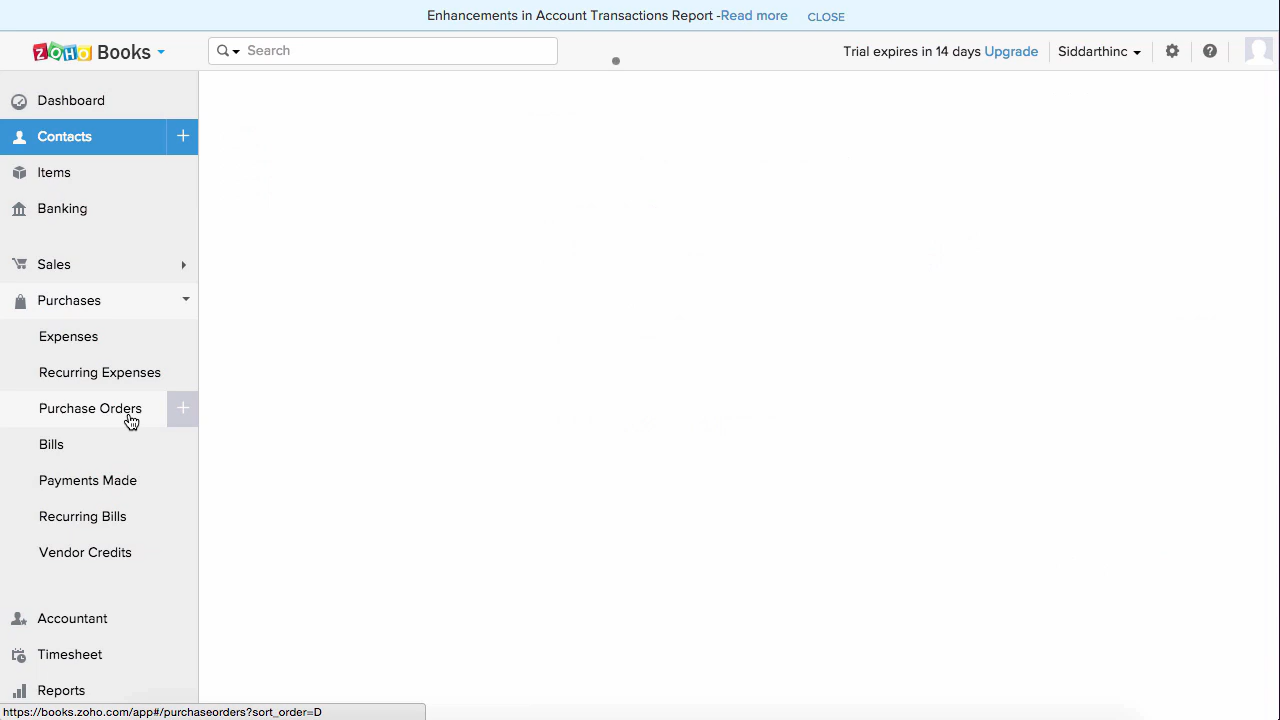 Enhancements in Account Transactions Report -Read more CLOSE
ZOHO Books
Search
Trial expires in 14 days Upgrade
Siddarthinc
?
Dashboard
Contacts +
Items
Banking
Sales
Purchases
Expenses
Recurring Expenses
Purchase Orders +
Bills
Payments Made
Recurring Bills
Vendor Credits
Accountant
Timesheet
Reports
https://books.zoho.com/app#/purchaseorders?sort_order=D